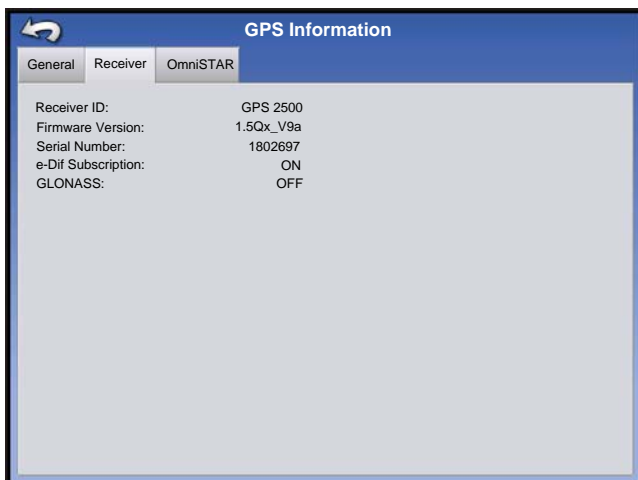 GPS Information
General Receiver OmniSTAR
Receiver ID: GPS 2500
Firmware Version: 1.5Qx_V9a
Serial Number: 1802697
e-Dif Subscription: ON
GLONASS: OFF